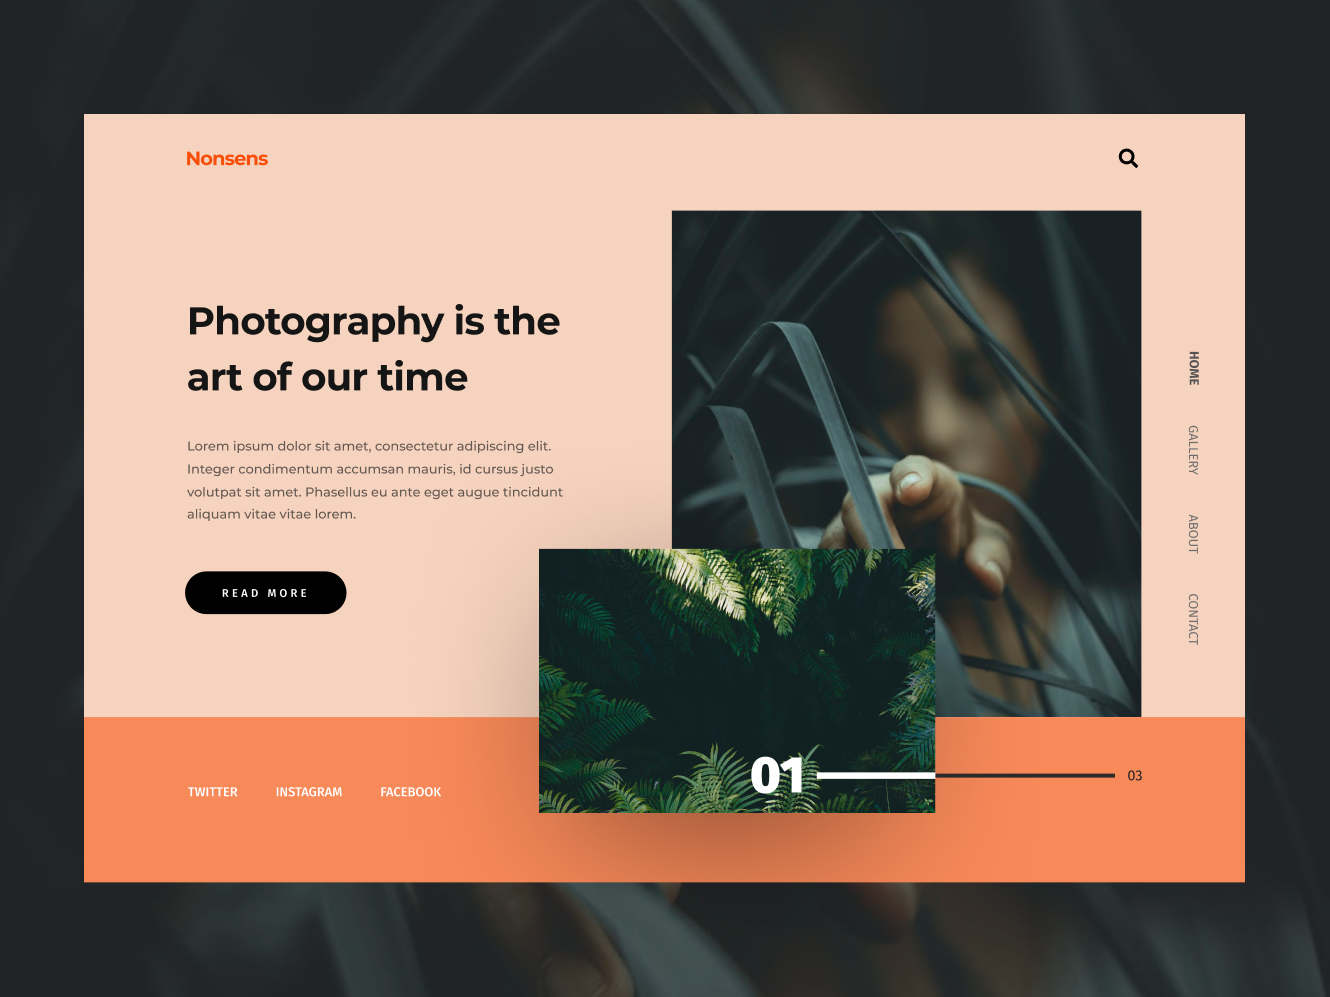 Nonsens
Photography is the
art of our time
Lorem ipsum dolor sit amet, consectetur adipiscing elit.
Integer condimentum accumsan mauris, id cursus justo
volutpat sit amet. Phasellus eu ante eget augue tincidunt
aliquam vitae vitae lorem.
READ MORE
HOME
GALLERY
ABOUT
CONTACT
01
03
TWITTER
INSTAGRAM
FACEBOOK